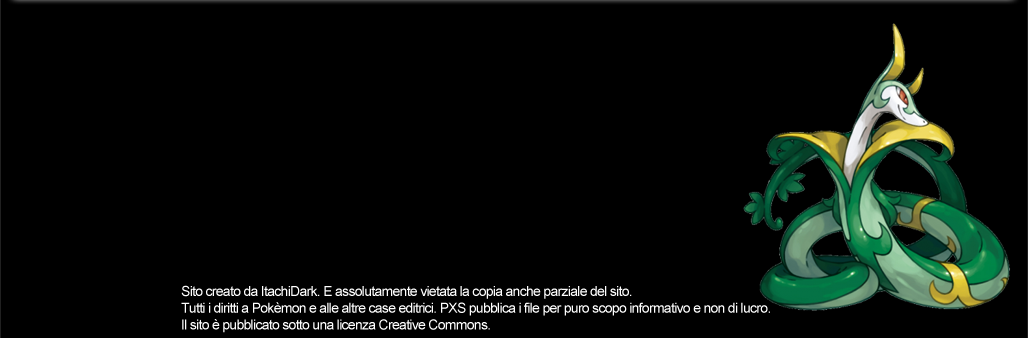 Sito creato da ItachiDark. E assolutamente vietata la copia anche parziale del sito.
Tutti i diritti a Pokèmon e alle altre case editrici. PXS pubblica i file per puro scopo informativo e non di lucro.
Il sito è pubblicato sotto una licenza Creative Commons.